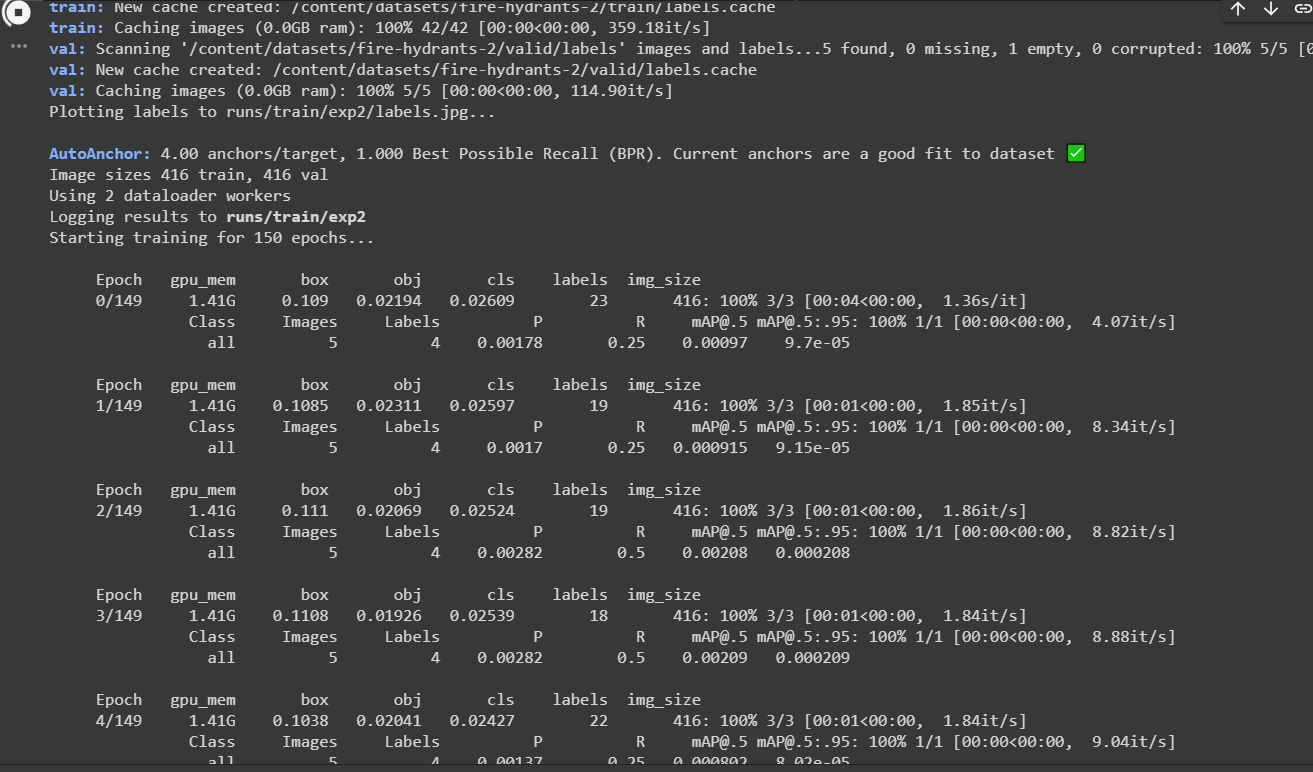 train: New cache created: /content/datasets/fire-hydrants-2/train/labels.cache
train: Caching images (0.0GB ram): 100% 42/42 [00:00<00:00, 359.18it/s]
val: Scanning '/content/datasets/fire-hydrants-2/valid/labels' images and labels...5 found, 0 missing, 1 empty, 0 corrupted: 100% 5/5 [0
val: New cache created: /content/datasets/fire-hydrants-2/valid/labels.cache
val: Caching images (0.0GB ram): 100% 5/5 [00:00<00:00, 114.90it/s]
Plotting labels to runs/train/exp2/labels.jpg...
AutoAnchor: 4.00 anchors/target, 1.000 Best Possible Recall (BPR). Current anchors are a good fit to dataset ✅
Image sizes 416 train, 416 val
Using 2 dataloader workers
Logging results to runs/train/exp2
Starting training for 150 epochs...
Epoch gpu_mem box obj cls labels img_size
0/149 1.41G 0.109 0.02194 0.02609 23 416: 100% 3/3 [00:04<00:00, 1.36s/it]
Class Images Labels P R mAP@.5 mAP@.5:.95: 100% 1/1 [00:00<00:00, 4.07it/s]
all 5 4 0.00178 0.25 0.00097 9.7e-05
Epoch gpu_mem box obj cls labels img_size
1/149 1.41G 0.1085 0.02311 0.02597 19 416: 100% 3/3 [00:01<00:00, 1.85it/s]
Class Images Labels P R mAP@.5 mAP@.5:.95: 100% 1/1 [00:00<00:00, 8.34it/s]
all 5 4 0.0017 0.25 0.000915 9.15e-05
Epoch gpu_mem box obj cls labels img_size
2/149 1.41G 0.111 0.02069 0.02524 19 416: 100% 3/3 [00:01<00:00, 1.86it/s]
Class Images Labels P R mAP@.5 mAP@.5:.95: 100% 1/1 [00:00<00:00, 8.82it/s]
all 5 4 0.00282 0.5 0.00208 0.000208
Epoch gpu_mem box obj cls labels img_size
3/149 1.41G 0.1108 0.01926 0.02539 18 416: 100% 3/3 [00:01<00:00, 1.84it/s]
Class Images Labels P R mAP@.5 mAP@.5:.95: 100% 1/1 [00:00<00:00, 8.88it/s]
all 5 4 0.00282 0.5 0.00209 0.000209
Epoch gpu_mem box obj cls labels img_size
4/149 1.41G 0.1038 0.02041 0.02427 22 416: 100% 3/3 [00:01<00:00, 1.84it/s]
Class Images Labels P R mAP@.5 mAP@.5:.95: 100% 1/1 [00:00<00:00, 9.04it/s]
all 5 4 0.00137 0.25 0.000802 8.02e-05